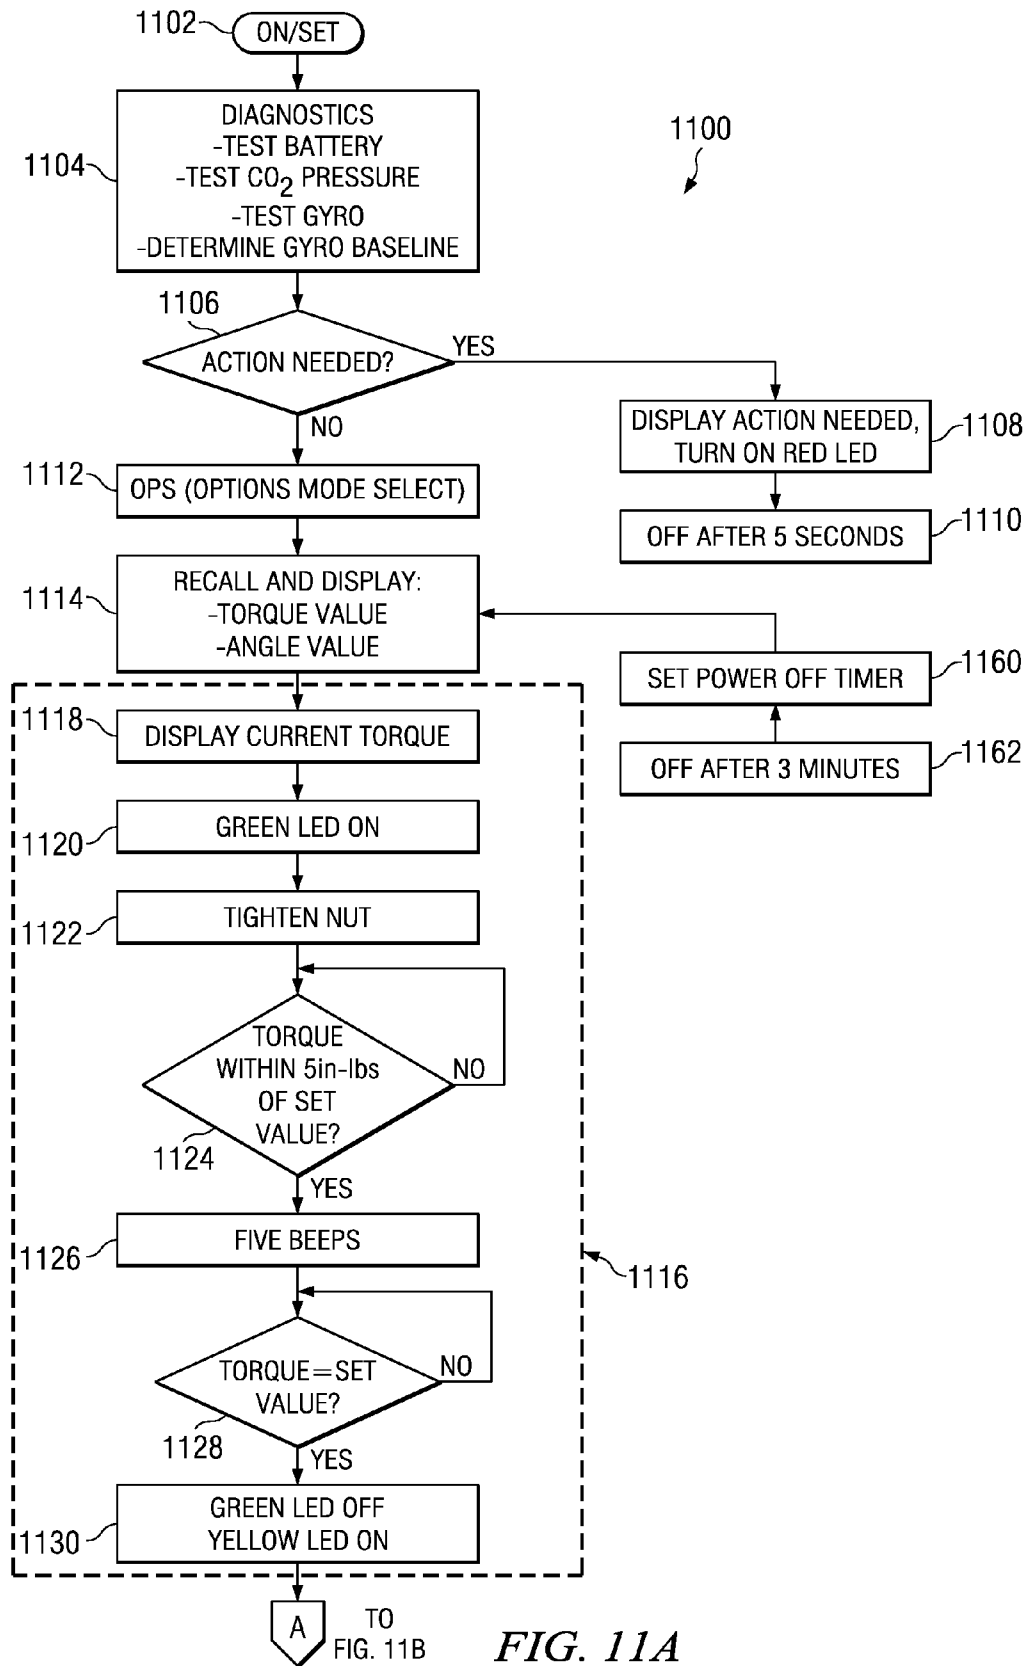 1102
ON/SET
DIAGNOSTICS
-TEST BATTERY
-TEST CO2 PRESSURE
-TEST GYRO
-DETERMINE GYRO BASELINE
1104
1100
1106
ACTION NEEDED?
YES
NO
DISPLAY ACTION NEEDED,
TURN ON RED LED
1108
OFF AFTER 5 SECONDS
1110
1112
OPS (OPTIONS MODE SELECT)
1114
RECALL AND DISPLAY:
-TORQUE VALUE
-ANGLE VALUE
SET POWER OFF TIMER
1160
OFF AFTER 3 MINUTES
1162
1118
DISPLAY CURRENT TORQUE
GREEN LED ON
1120
TIGHTEN NUT
1122
TORQUE
WITHIN 5in-lbs
OF SET
VALUE?
NO
1124
YES
FIVE BEEPS
1126
1116
TORQUE=SET
VALUE?
NO
1128
YES
GREEN LED OFF
YELLOW LED ON
1130
A
TO
FIG. 11B
FIG. 11A